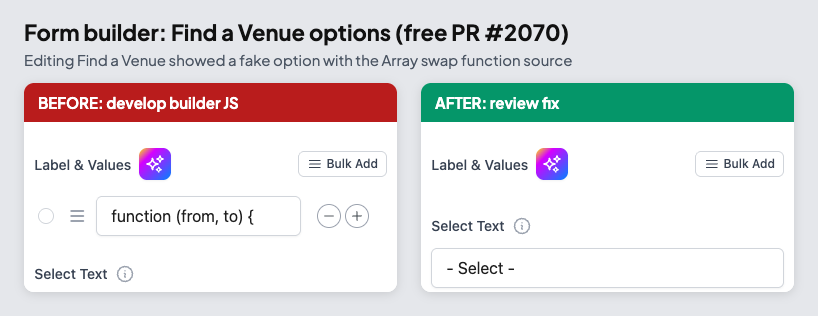 Form builder: Find a Venue options (free PR #2070)
Editing Find a Venue showed a fake option with the Array swap function source
BEFORE: develop builder JS
Label & Values
Bulk Add
function (from, to) {
Select Text
AFTER: review fix
Label & Values
Bulk Add
Select Text
- Select -